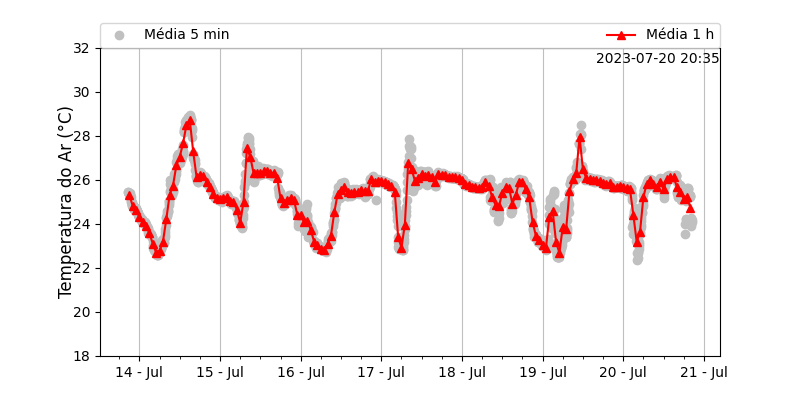 Média 5 min
Média 1 h
2023-07-20 20:35
Temperatura do Ar (°C)
32
30
28
26
24
22
20
18
14 - Jul
15 - Jul
16 - Jul
17 - Jul
18 - Jul
19 - Jul
20 - Jul
21 - Jul